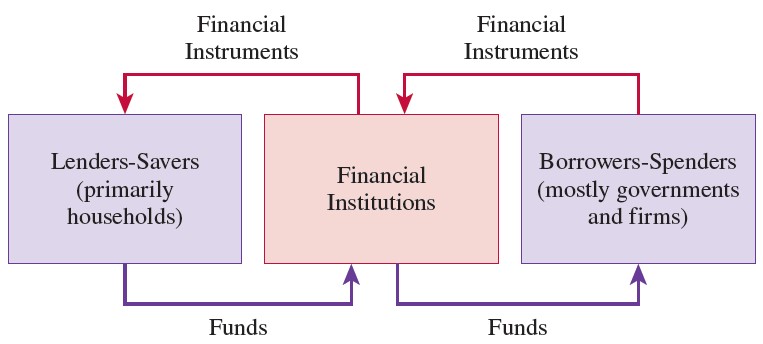 Financial
Instruments
Financial
Instruments
Lenders-Savers
(primarily
households)
Financial
Institutions
Borrowers-Spenders
(mostly governments
and firms)
Funds
Funds